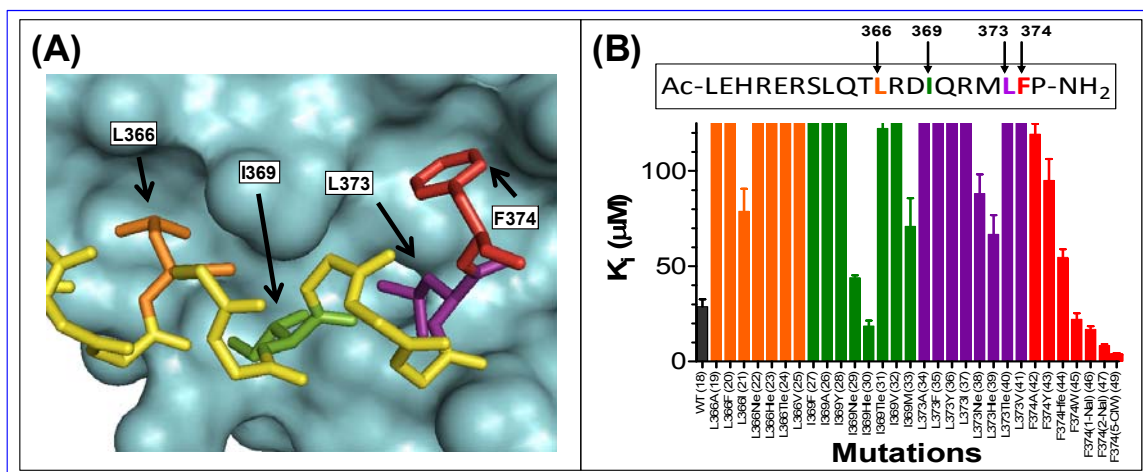 (A)
L366
I369
L373
F374
(B)
366 369 373 374
Ac-LEHRERSLQTLRDIQRMLFP-NH2
Ki (μM)
100
50
0
WT (18)
L366A (19)
L366F (20)
L366I (21)
L366Nle (22)
L366Hle (23)
L366Tle (24)
L366V (25)
I369F (27)
I369A (26)
I369Y (28)
I369Nle (29)
I369Hle (30)
I369Tle (31)
I369V (32)
I369M (33)
L373A (34)
L373F (35)
L373Y (36)
L373I (37)
L373Nle (38)
L373Hle (39)
L373Tle (40)
L373V (41)
F374A (42)
F374Y (43)
F374Hfe (44)
F374W (45)
F374(1-Nal) (46)
F374(2-Nal) (47)
F374(5-ClW) (49)
Mutations